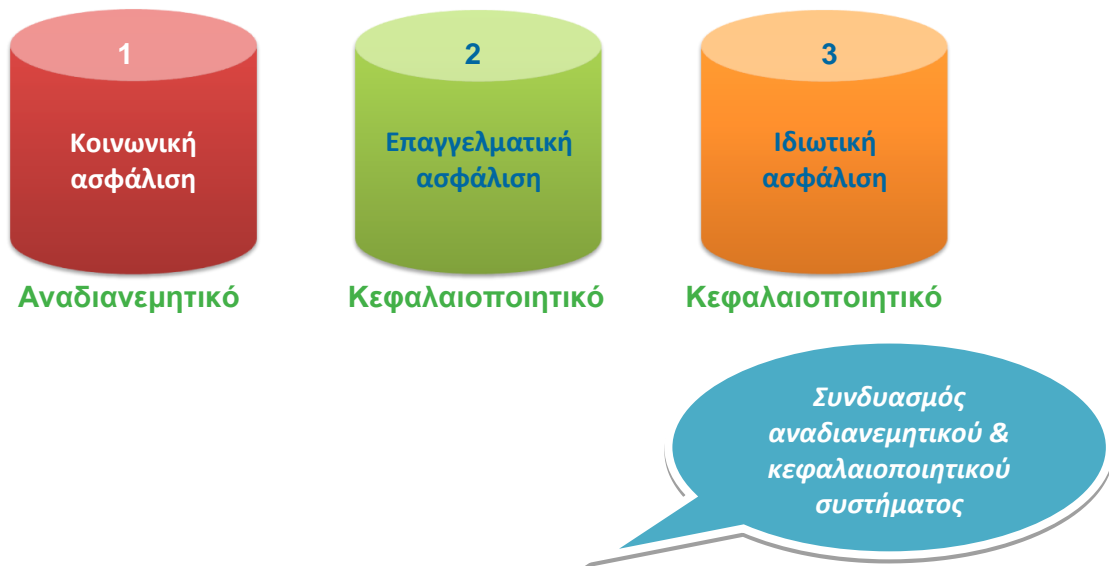 1
Κοινωνική
ασφάλιση
2
Επαγγελματική
ασφάλιση
3
Ιδιωτική
ασφάλιση
Αναδιανεμητικό
Κεφαλαιοποιητικό
Κεφαλαιοποιητικό
Συνδυασμός
αναδιανεμητικού &
κεφαλαιοποιητικού
συστήματος